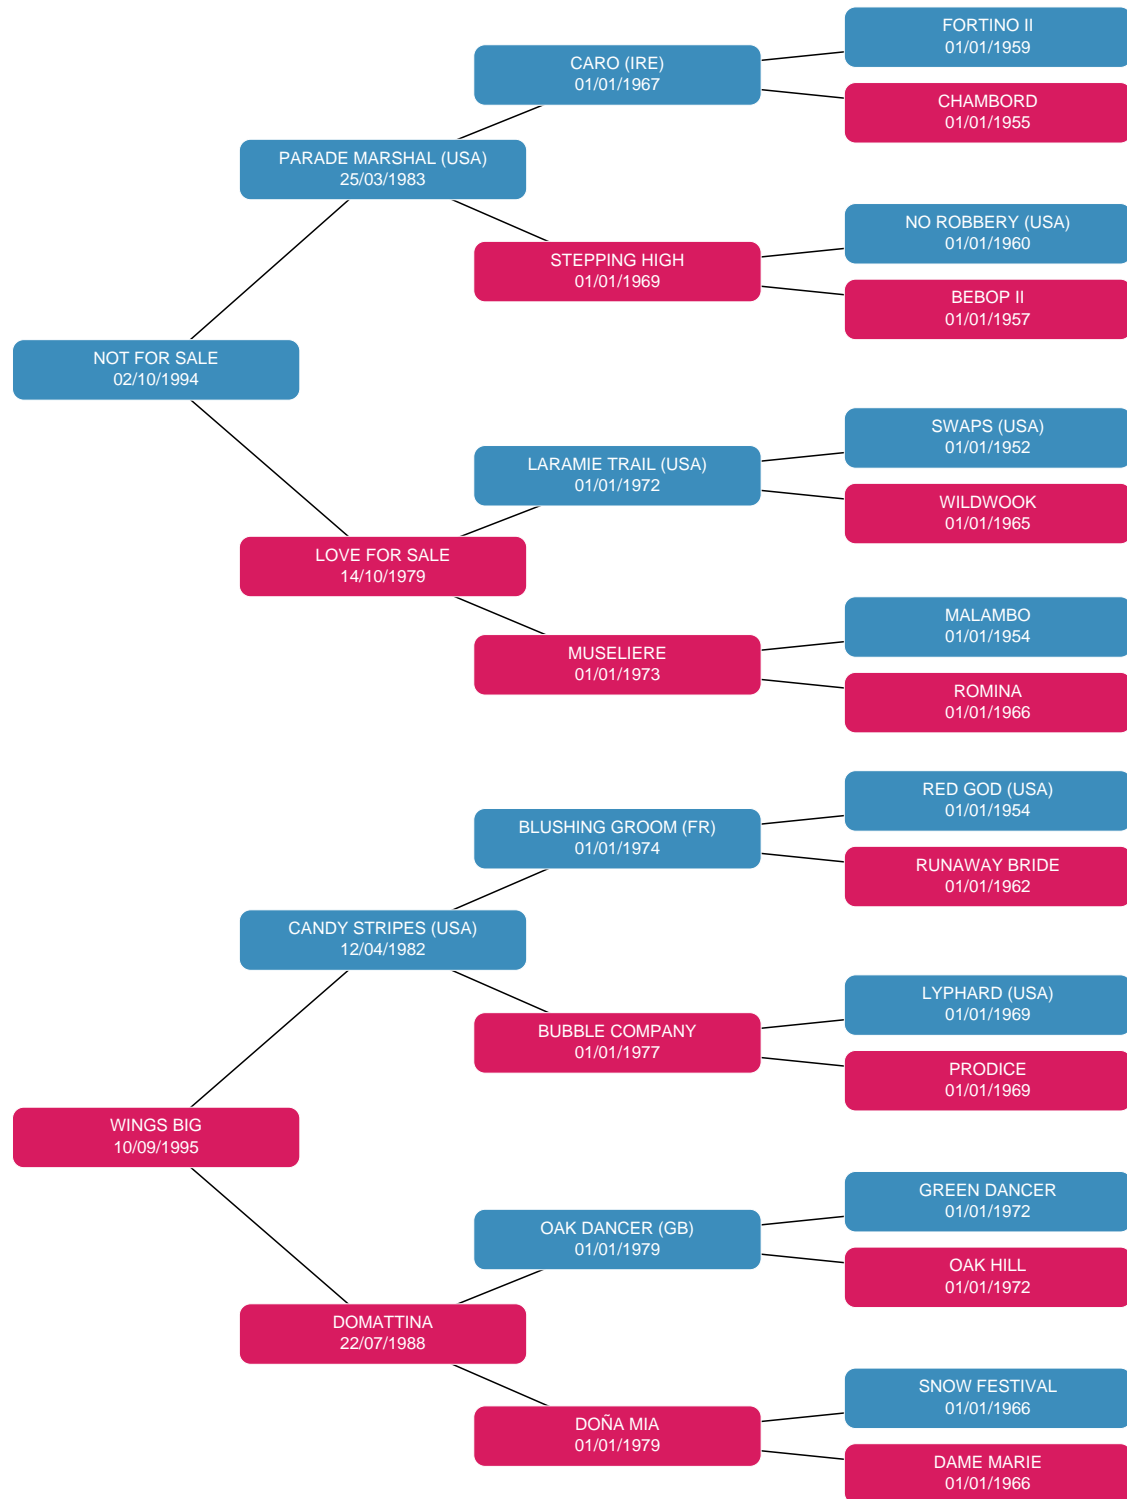 FORTINO II
01/01/1959
CARO (IRE)
01/01/1967
CHAMBORD
01/01/1955
PARADE MARSHAL (USA)
25/03/1983
NO ROBBERY (USA)
01/01/1960
STEPPING HIGH
01/01/1969
BEBOP II
01/01/1957
NOT FOR SALE
02/10/1994
SWAPS (USA)
01/01/1952
LARAMIE TRAIL (USA)
01/01/1972
WILDWOOK
01/01/1965
LOVE FOR SALE
14/10/1979
MALAMBO
01/01/1954
MUSELIERE
01/01/1973
ROMINA
01/01/1966
RED GOD (USA)
01/01/1954
BLUSHING GROOM (FR)
01/01/1974
RUNAWAY BRIDE
01/01/1962
CANDY STRIPES (USA)
12/04/1982
LYPHARD (USA)
01/01/1969
BUBBLE COMPANY
01/01/1977
PRODICE
01/01/1969
WINGS BIG
10/09/1995
GREEN DANCER
01/01/1972
OAK DANCER (GB)
01/01/1979
OAK HILL
01/01/1972
DOMATTINA
22/07/1988
SNOW FESTIVAL
01/01/1966
DOÑA MIA
01/01/1979
DAME MARIE
01/01/1966